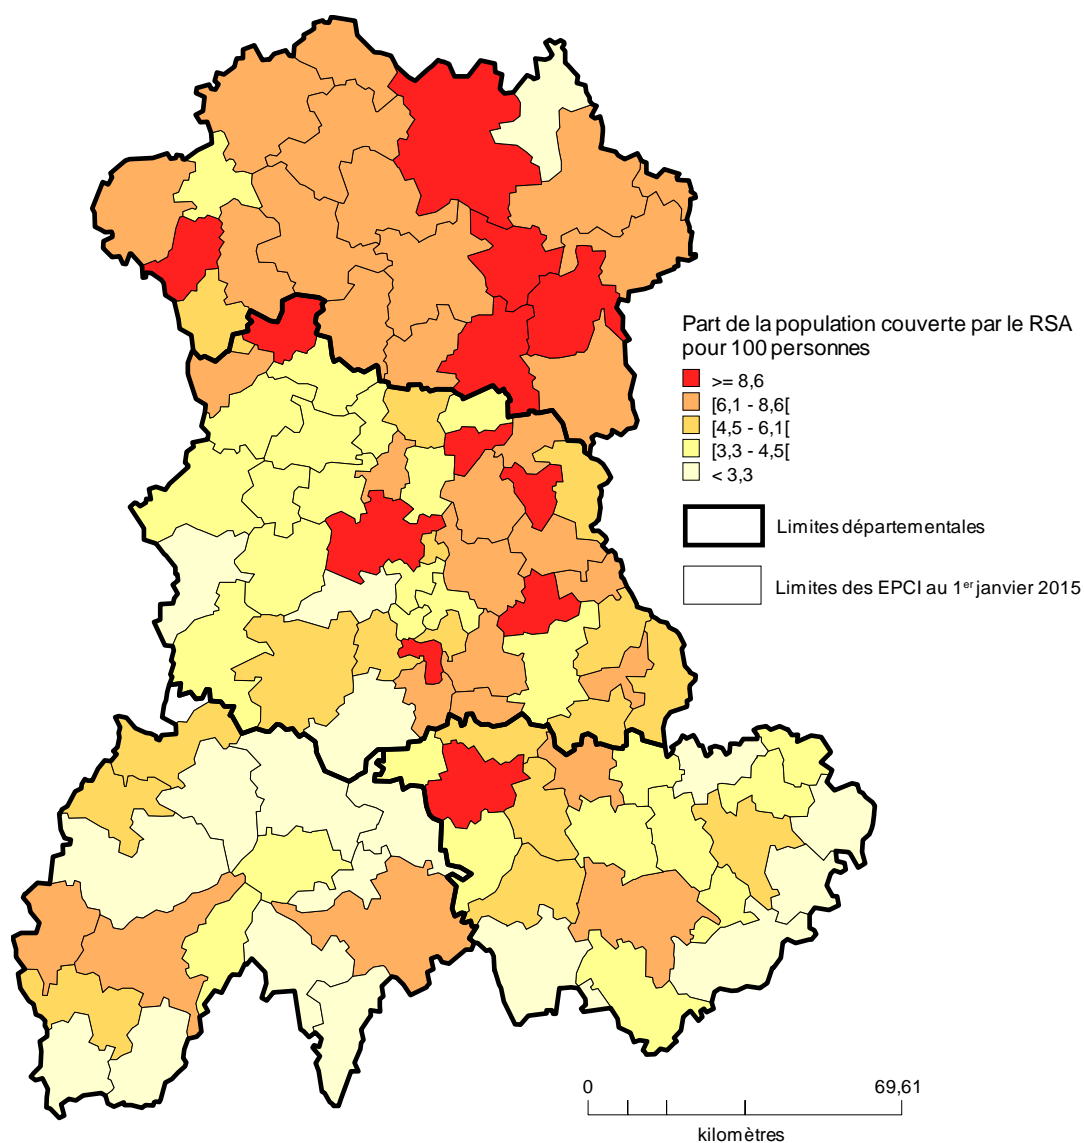 Part de la population couverte par le RSA
pour 100 personnes
>= 8,6
[6,1 - 8,6[
[4,5 - 6,1[
[3,3 - 4,5[
< 3,3
Limites départementales
Limites des EPCI au 1er janvier 2015
0 69,61
kilomètres